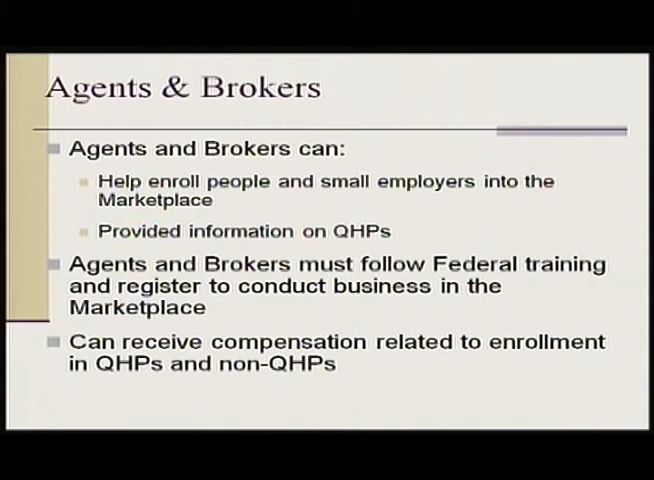 Agents & Brokers
Agents and Brokers can:
Help enroll people and small employers into the
Marketplace
Provided information on QHPs
Agents and Brokers must follow Federal training
and register to conduct business in the
Marketplace
Can receive compensation related to enrollment
in QHPs and non-QHPs